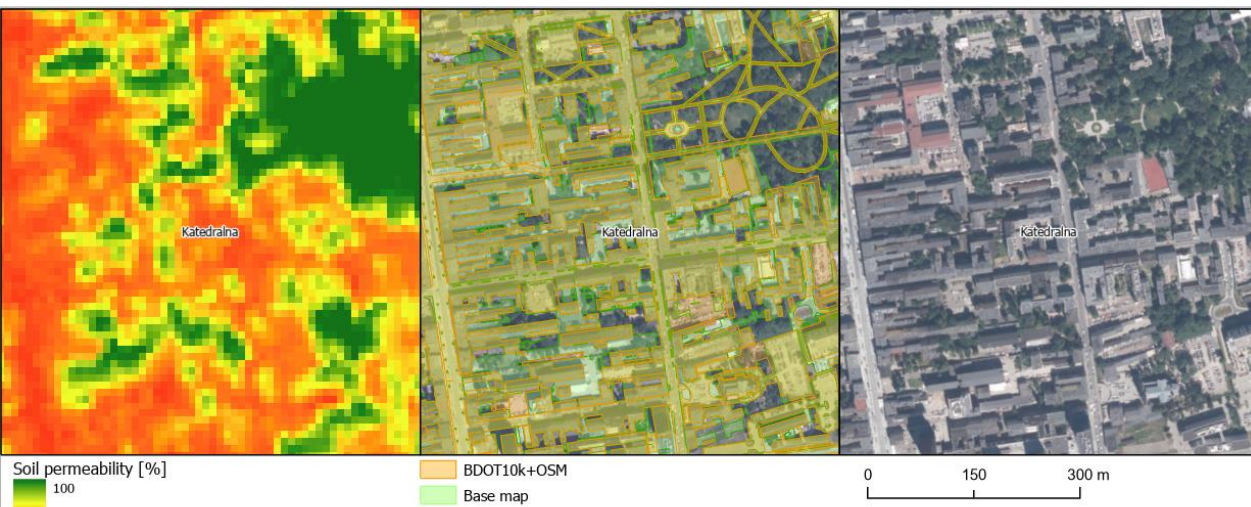 Katedralna
Katedralna
Katedralna
Soil permeability [%]
100
BDOT10k+OSM
Base map
0 150 300 m